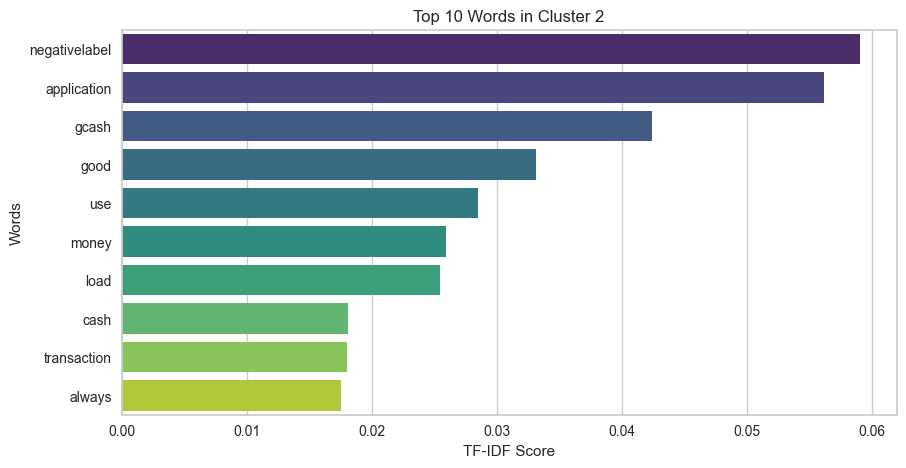 Top 10 Words in Cluster 2
Words
negativelabel
application
gcash
good
use
money
load
cash
transaction
always
0.00 0.01 0.02 0.03 0.04 0.05 0.06
TF-IDF Score